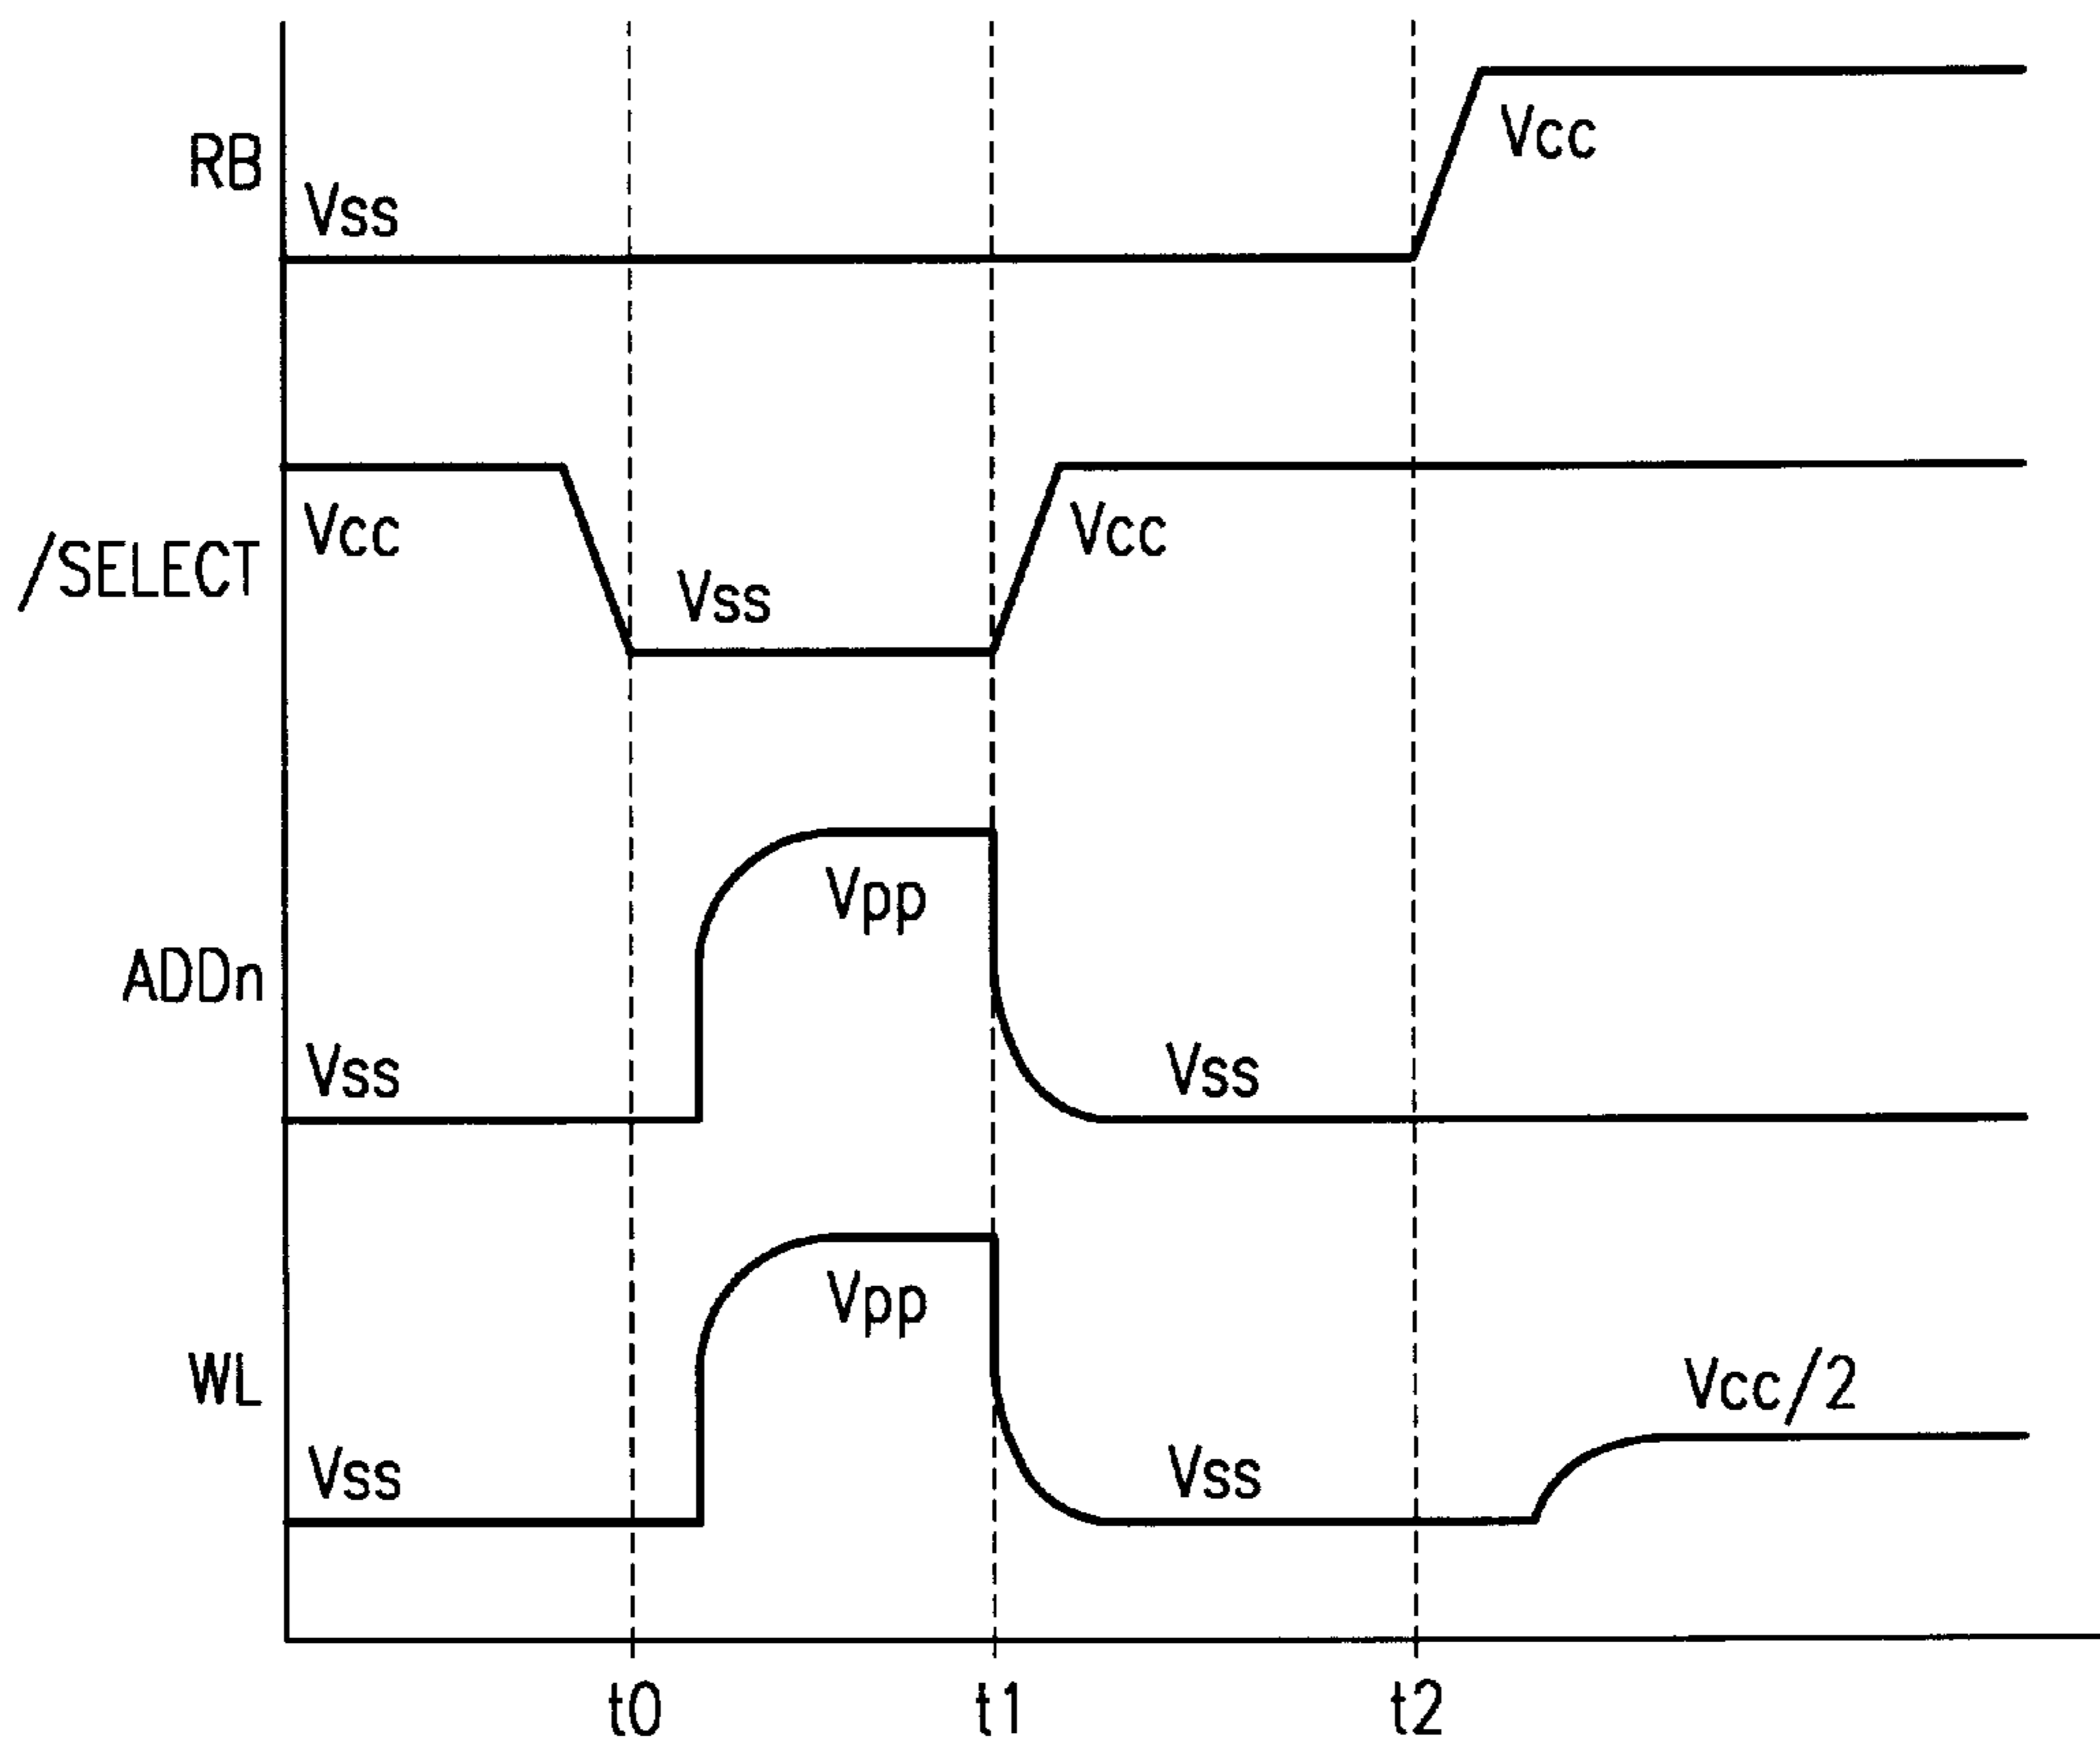 RB
Vss
Vcc
/SELECT
Vcc
Vss
Vcc
ADDn
Vss
Vpp
Vss
WL
Vss
Vpp
Vss
Vcc/2
t0
t1
t2